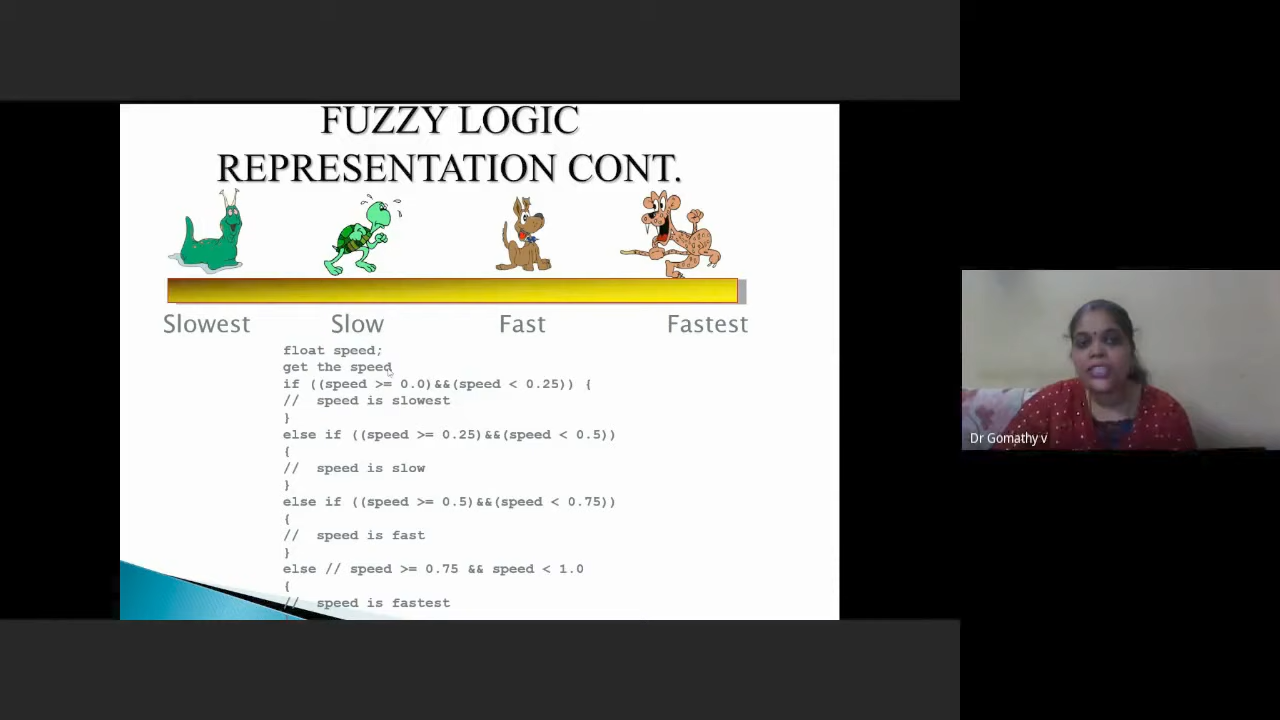 FUZZY LOGIC
REPRESENTATION CONT.
Slowest Slow Fast Fastest
float speed;
get the speed
if ((speed >= 0.0)&&(speed < 0.25)) {
// speed is slowest
}
else if ((speed >= 0.25)&&(speed < 0.5))
{
// speed is slow
}
else if ((speed >= 0.5)&&(speed < 0.75))
{
// speed is fast
}
else // speed >= 0.75 && speed < 1.0
{
// speed is fastest
Dr Gomathy v